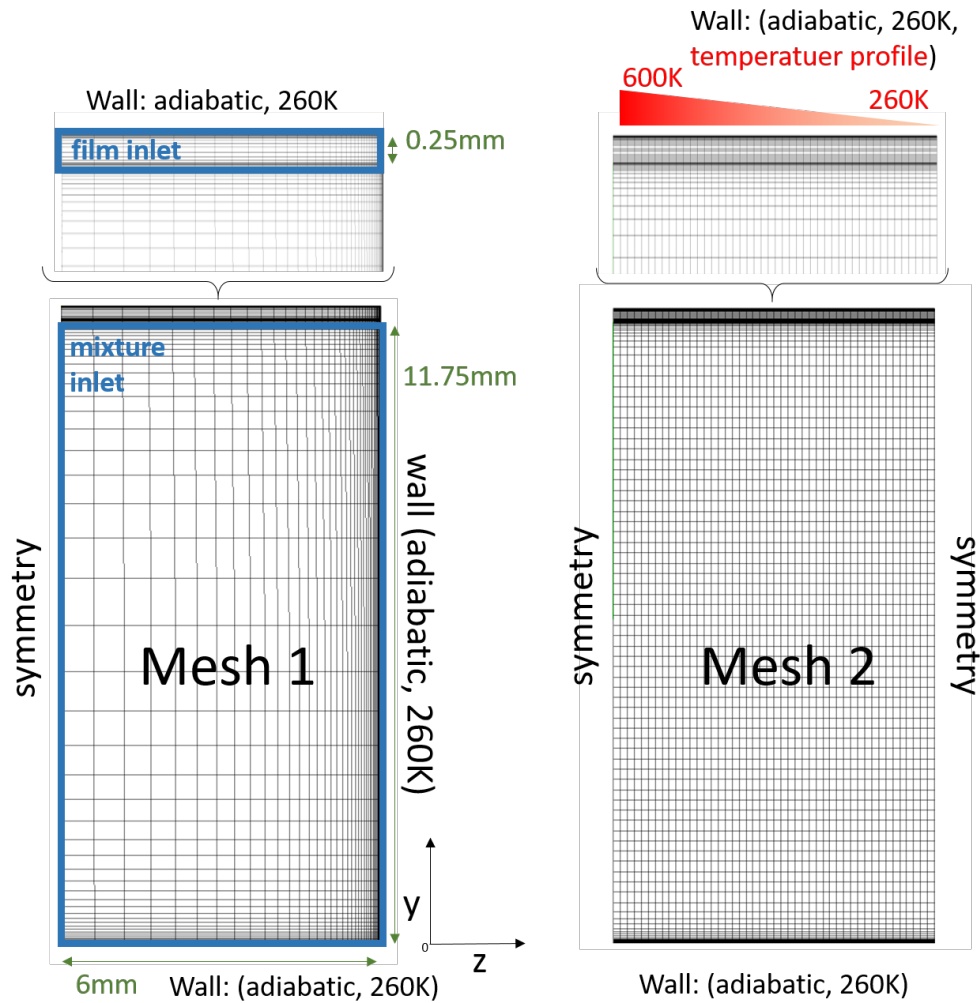 Wall: (adiabatic, 260K,
temperatuer profile)
600K
260K
Wall: adiabatic, 260K
film inlet
0.25mm
mixture
inlet
11.75mm
wall (adiabatic, 260K)
symmetry
Mesh 1
symmetry
Mesh 2
symmetry
y
0
z
6mm
Wall: (adiabatic, 260K)
Wall: (adiabatic, 260K)